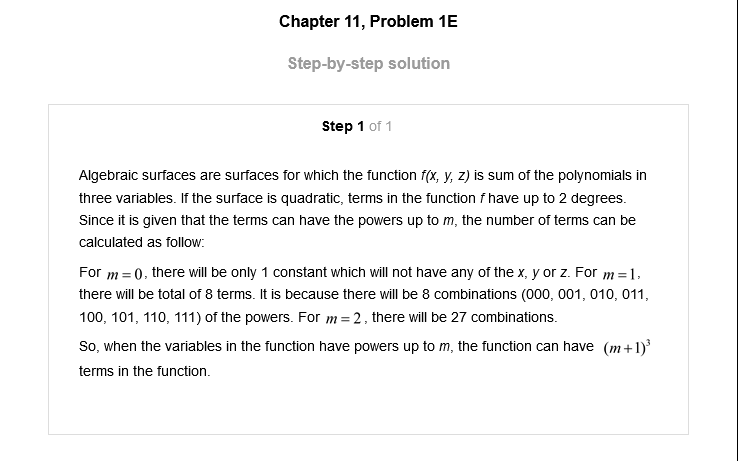 Chapter 11, Problem 1E
Step-by-step solution
Step 1 of 1
Algebraic surfaces are surfaces for which the function f(x, y, z) is sum of the polynomials in
three variables. If the surface is quadratic, terms in the function f have up to 2 degrees.
Since it is given that the terms can have the powers up to m, the number of terms can be
calculated as follow:
For m = 0, there will be only 1 constant which will not have any of the x, y or z. For m = 1,
there will be total of 8 terms. It is because there will be 8 combinations (000, 001, 010, 011,
100, 101, 110, 111) of the powers. For m = 2, there will be 27 combinations.
So, when the variables in the function have powers up to m, the function can have (m+1)³
terms in the function.